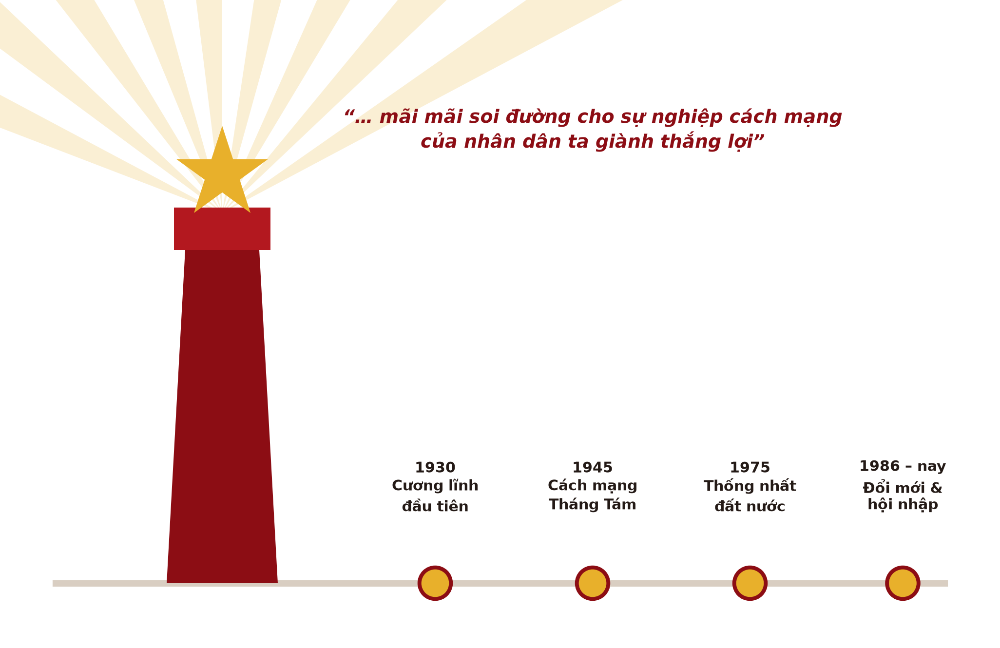 “… mãi mãi soi đường cho sự nghiệp cách mạng
của nhân dân ta giành thắng lợi”
1930
Cương lĩnh
đầu tiên
1945
Cách mạng
Tháng Tám
1975
Thống nhất
đất nước
1986 – nay
Đổi mới &
hội nhập